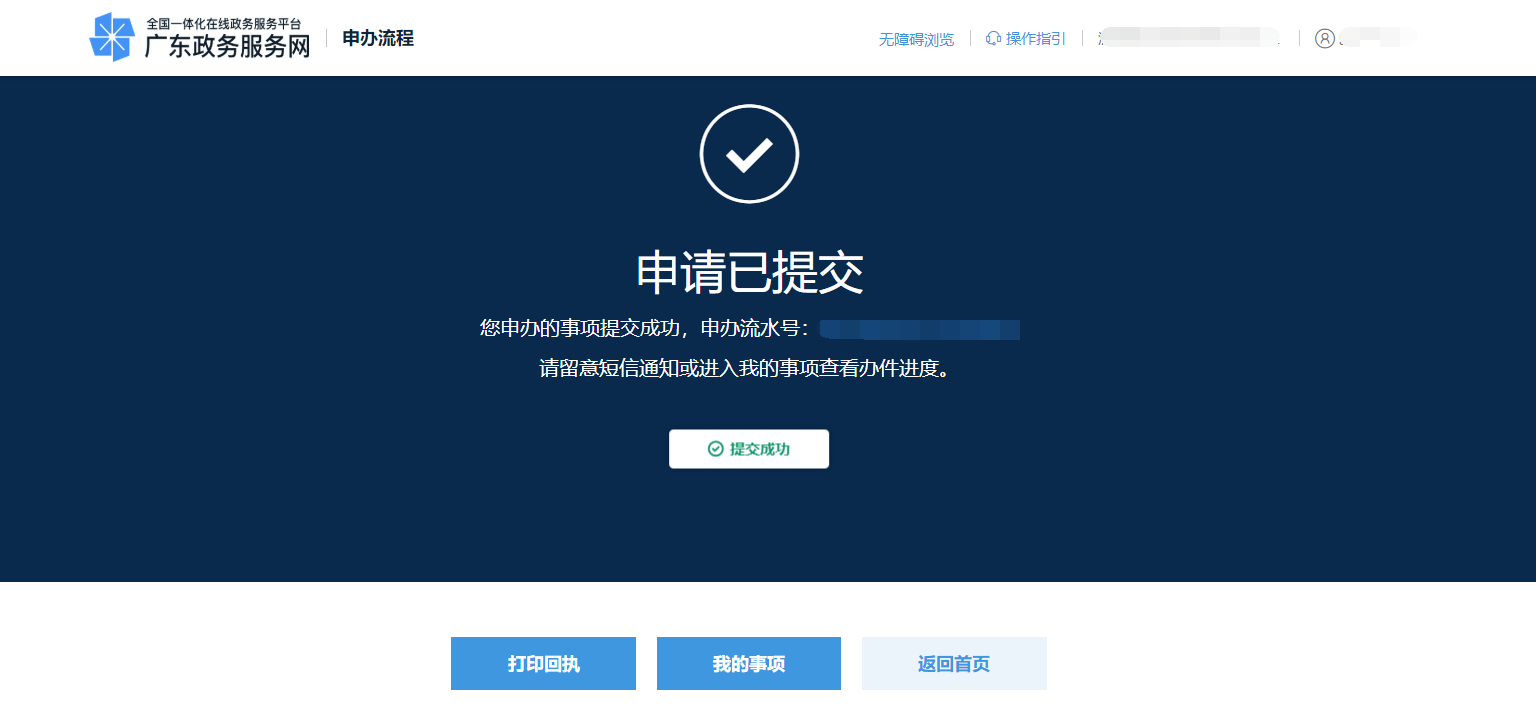 全国一体化在线政务服务平台
广东政务服务网
申办流程
无障碍浏览
操作指引
申请已提交
您申办的事项提交成功，申办流水号：
请留意短信通知或进入我的事项查看办件进度。
提交成功
打印回执
我的事项
返回首页